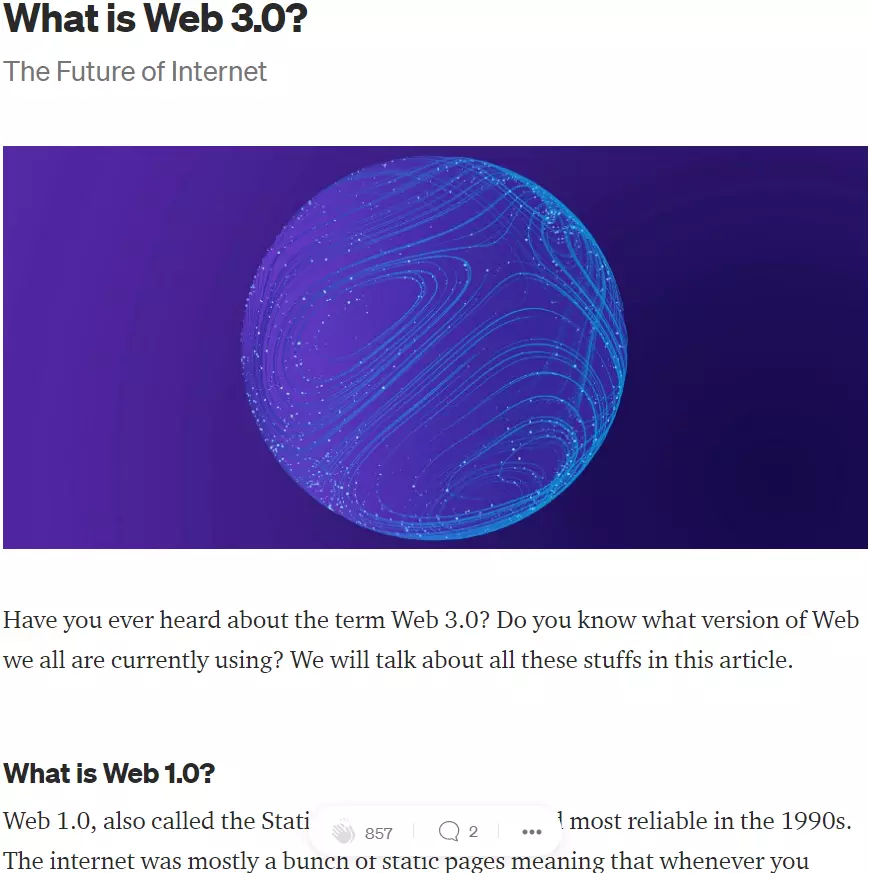 What is Web 3.0?
The Future of Internet
Have you ever heard about the term Web 3.0? Do you know what version of Web
we all are currently using? We will talk about all these stuffs in this article.
What is Web 1.0?
Web 1.0, also called the most reliable in the 1990s.
857 2
The internet was mostly a bunch of static pages meaning that whenever you